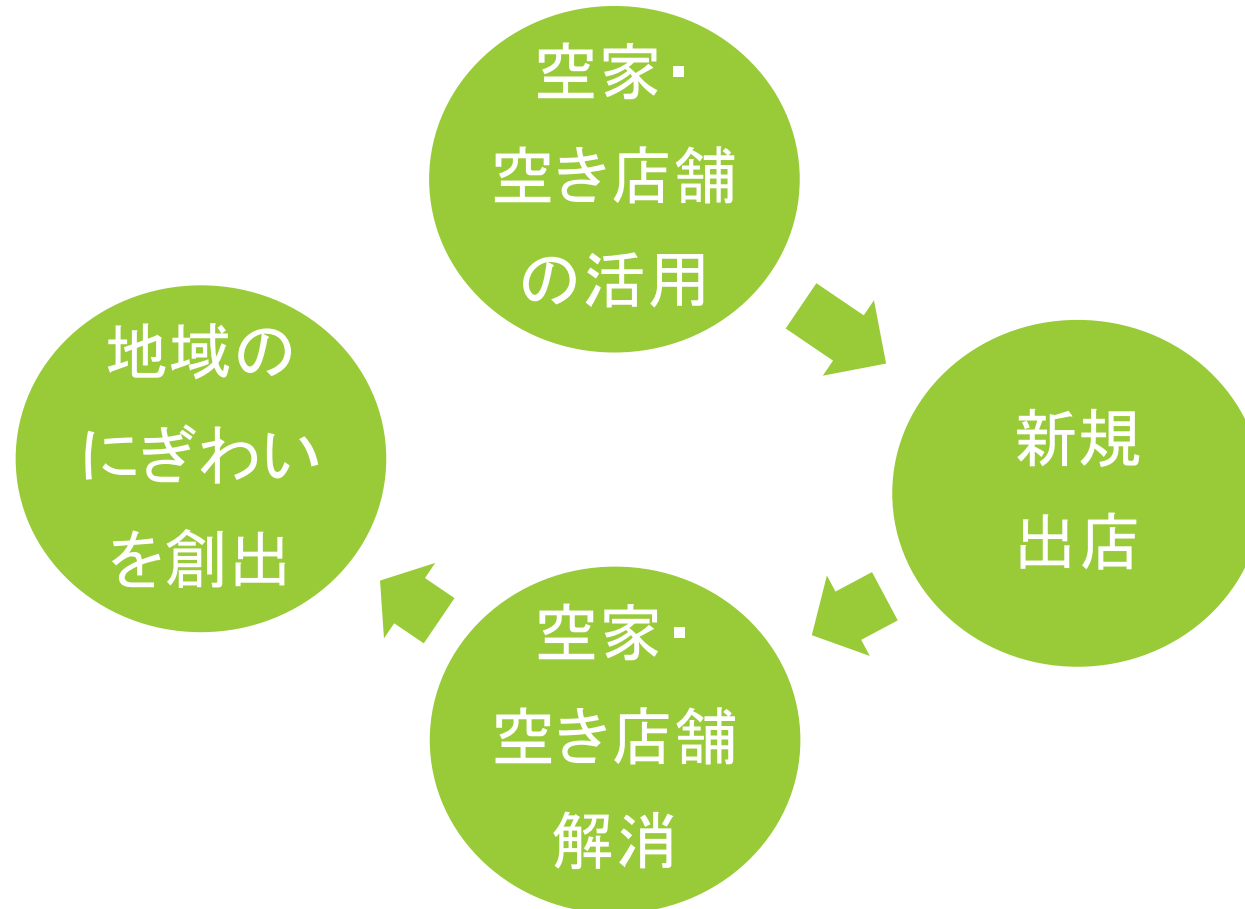 空家・
空き店舗
の活用
新規
出店
空家・
空き店舗
解消
地域の
にぎわい
を創出